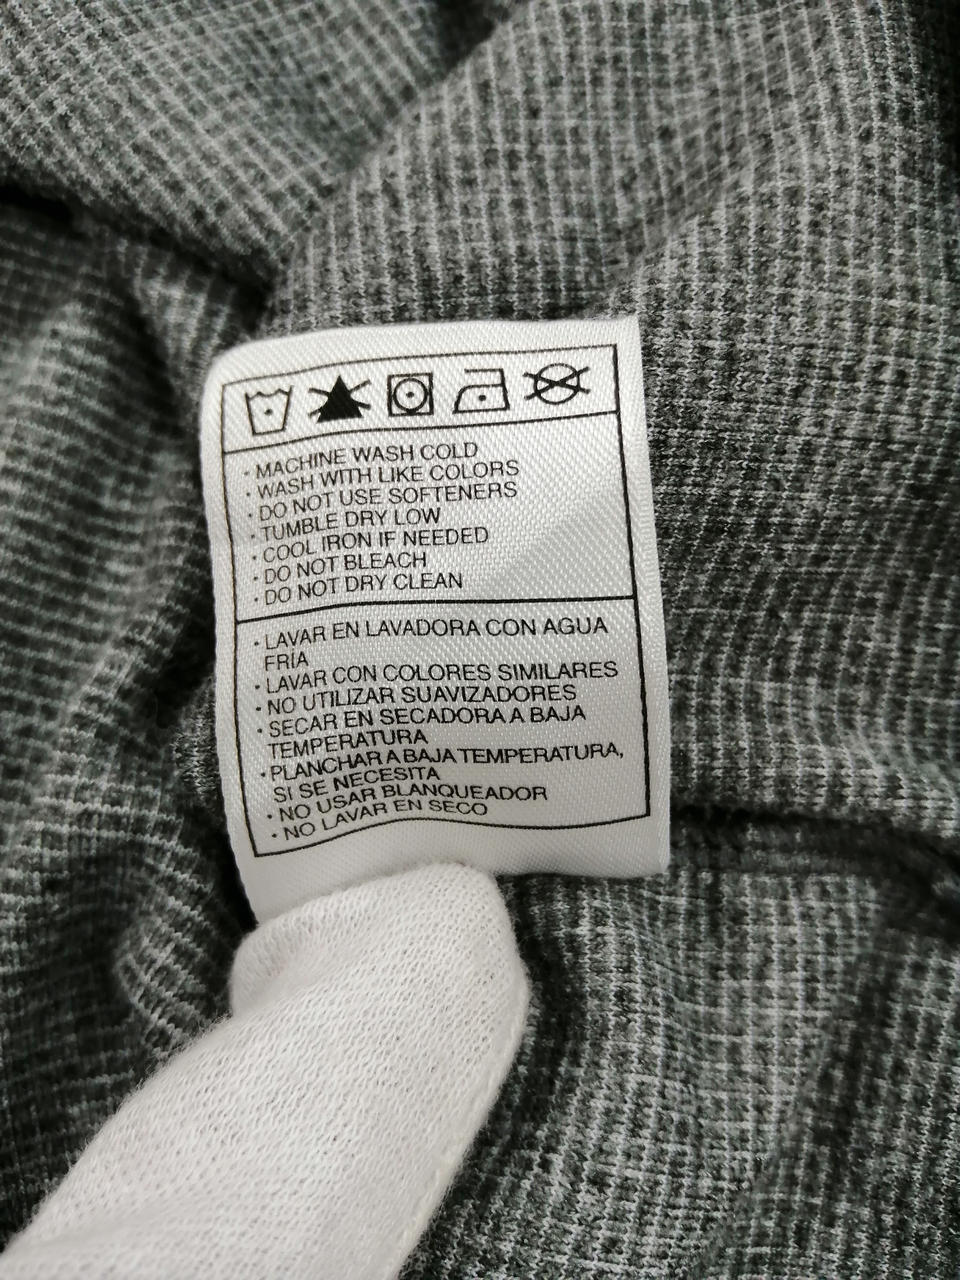 · MACHINE WASH COLD
· WASH WITH LIKE COLORS
· DO NOT USE SOFTENERS
· TUMBLE DRY LOW
· COOL IRON IF NEEDED
· DO NOT BLEACH
· DO NOT DRY CLEAN
· LAVAR EN LAVADORA CON AGUA
FRÍA
· LAVAR CON COLORES SIMILARES
· NO UTILIZAR SUAVIZADORES
· SECAR EN SECADORA A BAJA
TEMPERATURA
· PLANCHAR A BAJA TEMPERATURA,
SI SE NECESITA
· NO USAR BLANQUEADOR
· NO LAVAR EN SECO